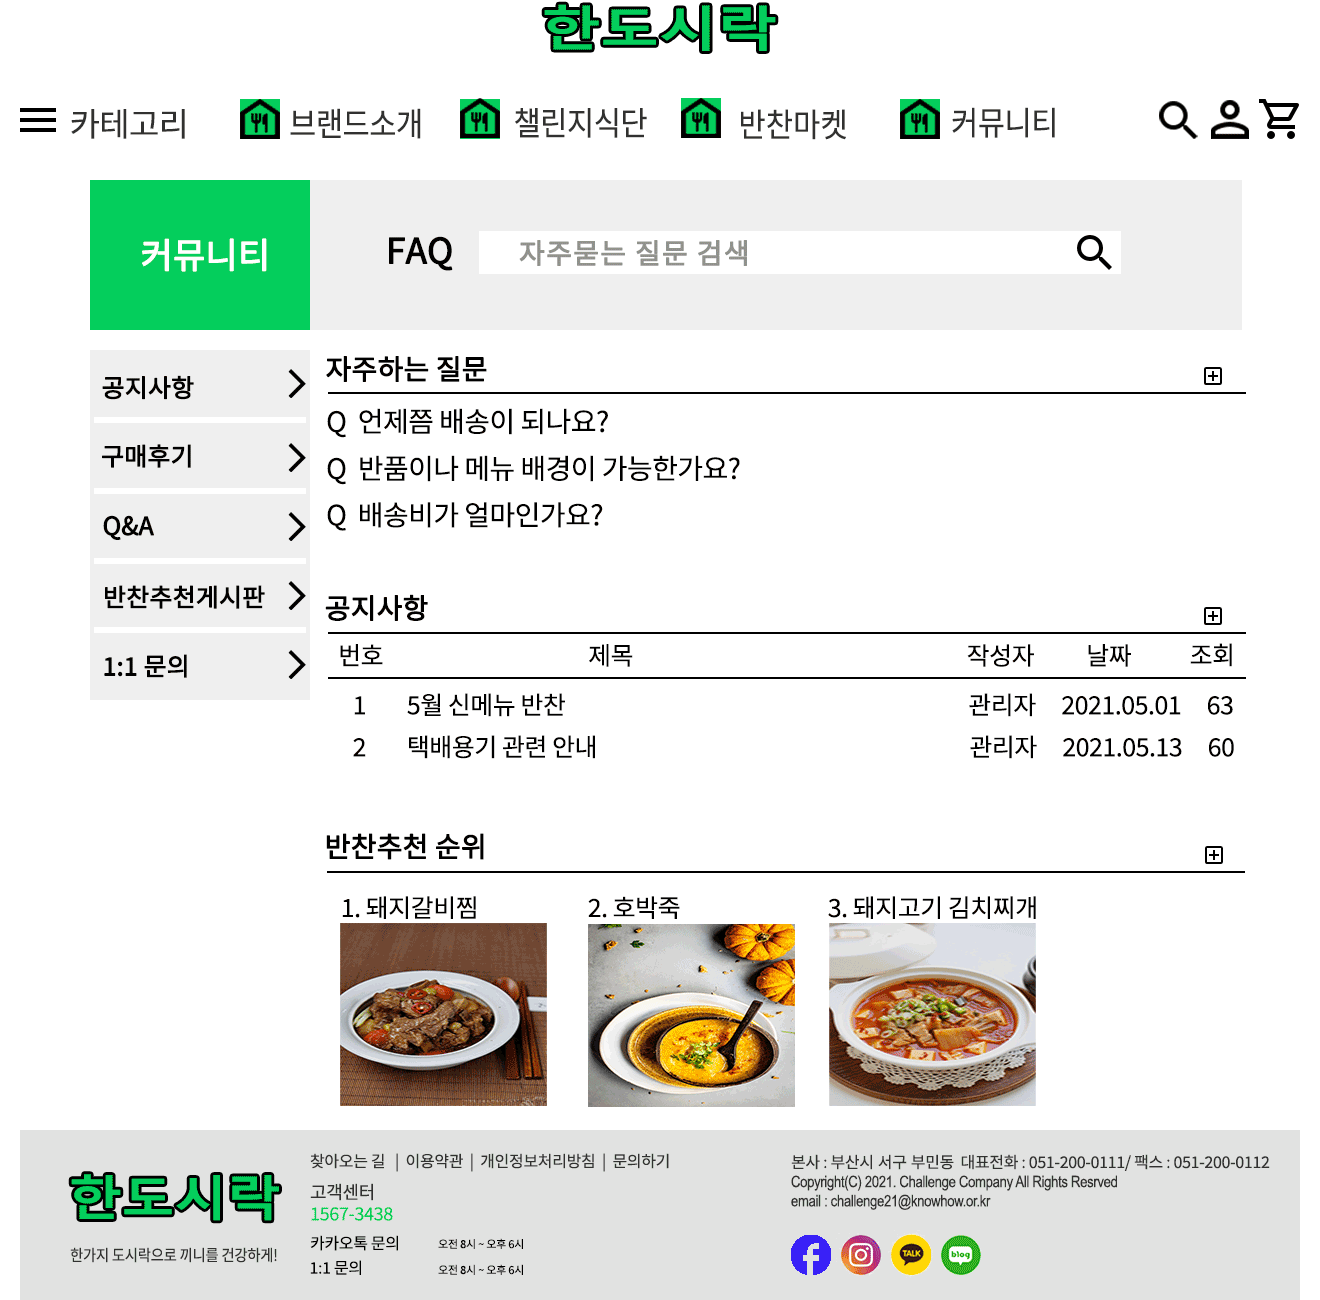 한도시락
카테고리 브랜드소개 챌린지식단 반찬마켓 커뮤니티
커뮤니티 FAQ 자주묻는 질문 검색
공지사항
구매후기
Q&A
반찬추천게시판
1:1 문의
자주하는 질문
Q 언제쯤 배송이 되나요?
Q 반품이나 메뉴 배경이 가능한가요?
Q 배송비가 얼마인가요?
공지사항
번호 제목 작성자 날짜 조회
1 5월 신메뉴 반찬 관리자 2021.05.01 63
2 택배용기 관련 안내 관리자 2021.05.13 60
반찬추천 순위
1. 돼지갈비찜 2. 호박죽 3. 돼지고기 김치찌개
한도시락
한가지 도시락으로 끼니를 건강하게!
찾아오는 길 | 이용약관 | 개인정보처리방침 | 문의하기
고객센터
1567-3438
카카오톡 문의 오전 8시 ~ 오후 6시
1:1 문의 오전 8시 ~ 오후 6시
본사 : 부산시 서구 부민동 대표전화 : 051-200-0111/ 팩스 : 051-200-0112
Copyright(C) 2021. Challenge Company All Rights Resrved
email : challenge21@knowhow.or.kr
TALK
blog